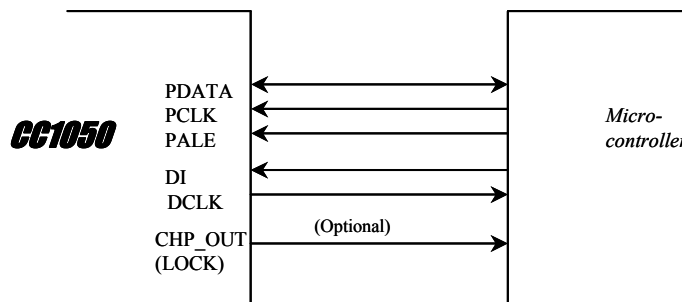 PDATA
PCLK
PALE
CC1050
DI
DCLK
CHP_OUT
(LOCK)
(Optional)
Micro-
controller